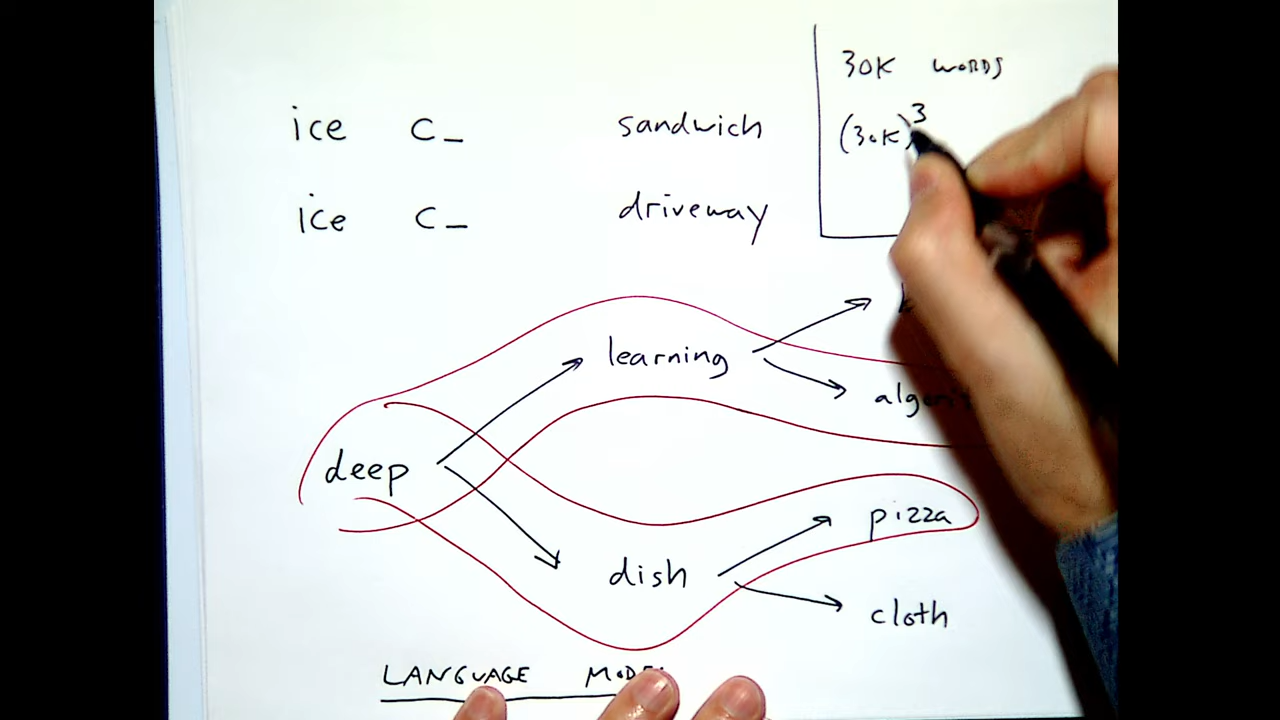 30K WORDS
ice C_ sandwich (30K)^3
ice C_ driveway
learning
deep
pizza
dish
cloth
LANGUAGE